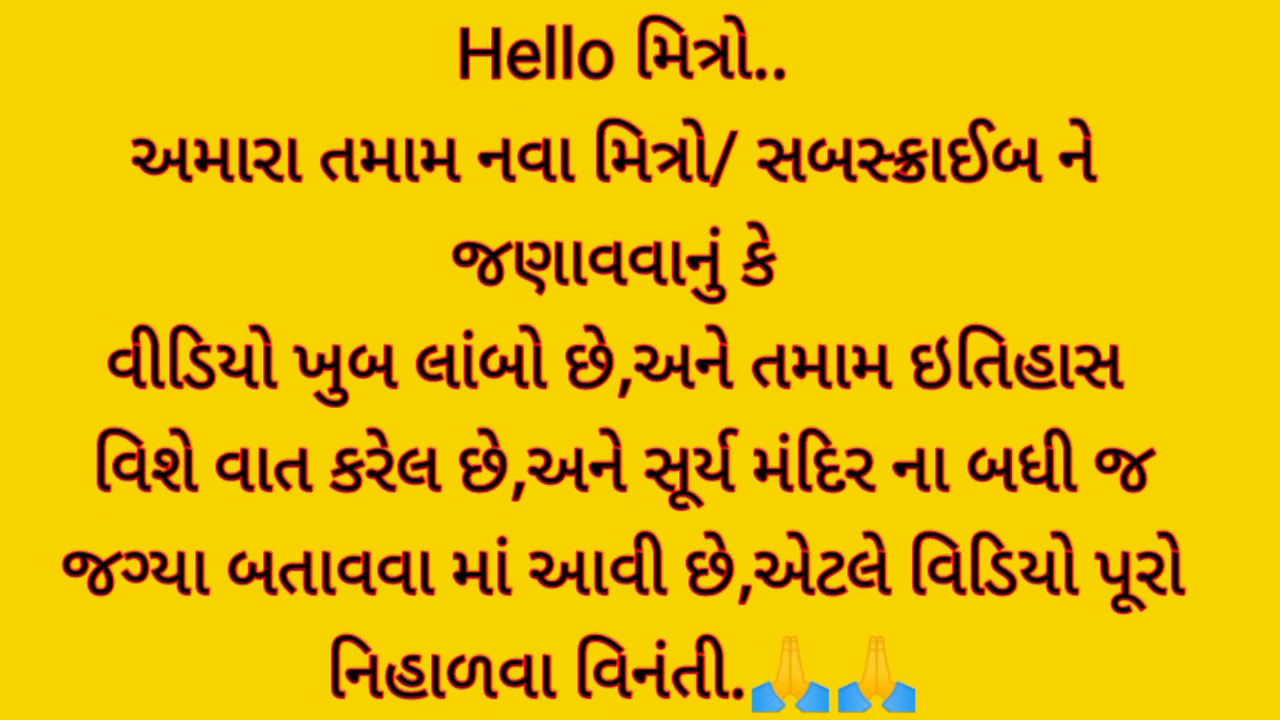 Hello મિત્રો..
અમારા તમામ નવા મિત્રો/ સબસ્ક્રાઈબ ને
જણાવવાનું કે
વીડિયો ખુબ લાંબો છે,અને તમામ ઇતિહાસ
વિશે વાત કરેલ છે,અને સૂર્ય મંદિર ના બધી જ
જગ્યા બતાવવા માં આવી છે,એટલે વિડિયો પૂરો
નિહાળવા વિનંતી.🙏🙏